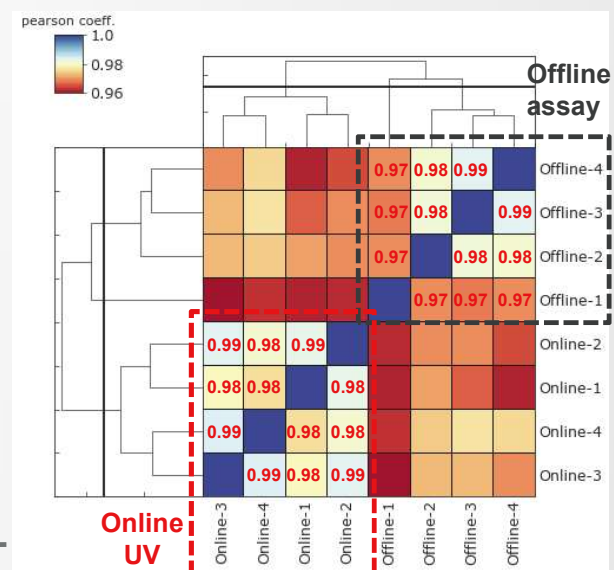 pearson coeff.
1.0
0.98
0.96
Offline
assay
0.97 0.98 0.99 Offline-4
0.97 0.98 0.99 Offline-3
0.97 0.98 0.98 Offline-2
0.97 0.97 0.97 Offline-1
0.99 0.98 0.99 Online-2
0.98 0.98 0.98 Online-1
0.99 0.98 0.98 Online-4
0.99 0.98 0.99 Online-3
Online
UV
Online-3 Online-4 Online-1 Online-2 Offline-1 Offline-2 Offline-3 Offline-4